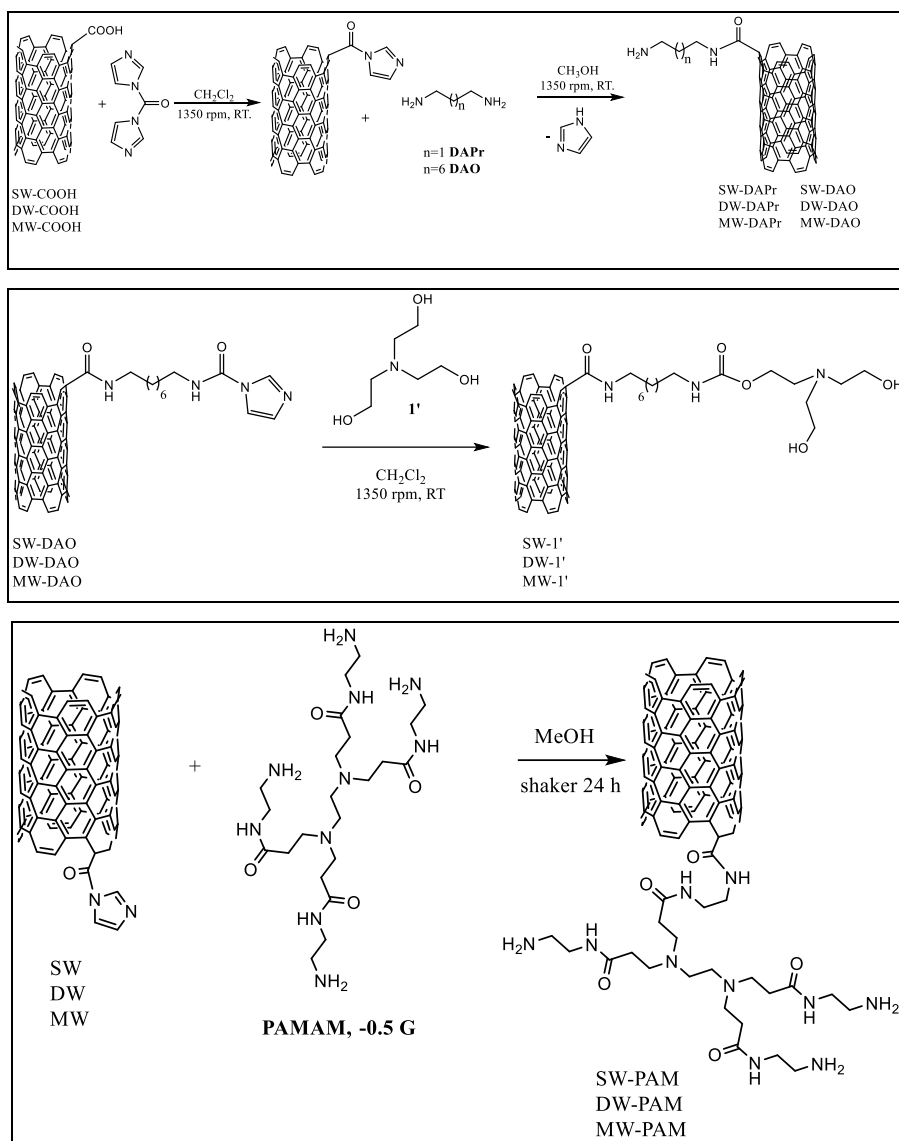 COOH
SW-COOH
DW-COOH
MW-COOH
+
N
N
O
N
N
CH2Cl2
1350 rpm, RT.
O
N
N
+
H2N
n
NH2
n=1 DAPr
n=6 DAO
CH3OH
1350 rpm, RT.
-
H
N
N
H2N
n
N
H
O
SW-DAPr SW-DAO
DW-DAPr DW-DAO
MW-DAPr MW-DAO
O
N
H
6
NH
O
N
N
SW-DAO
DW-DAO
MW-DAO
OH
N
OH
HO
1'
CH2Cl2
1350 rpm, RT
O
N
H
6
NH
O
O
N
OH
HO
SW-1'
DW-1'
MW-1'
O
N
N
SW
DW
MW
+
H2N
NH
O
H2N
NH
O
NH2
HN
O
N
N
O
HN
NH2
PAMAM, -0.5 G
MeOH
shaker 24 h
O
NH
H
N
O
H2N
NH
O
N
N
O
N
H
NH2
O
N
H
NH2
SW-PAM
DW-PAM
MW-PAM